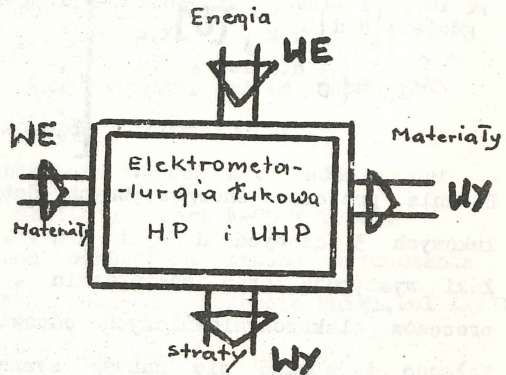 Energia
WE
WE
Materiały
Elektrometa-
-lurgia łukowa
HP i UHP
Materiały
WY
straty WY